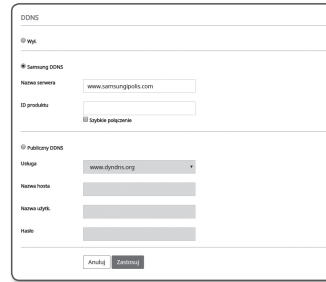 DDNS
Wył.
Samsung DDNS
Nazwa serwera
www.samsungipolis.com
ID produktu
Szybkie połączenie
Publiczny DDNS
Usługa
www.dyndns.org
Nazwa hosta
Nazwa użytk.
Hasło
Anuluj Zastosuj